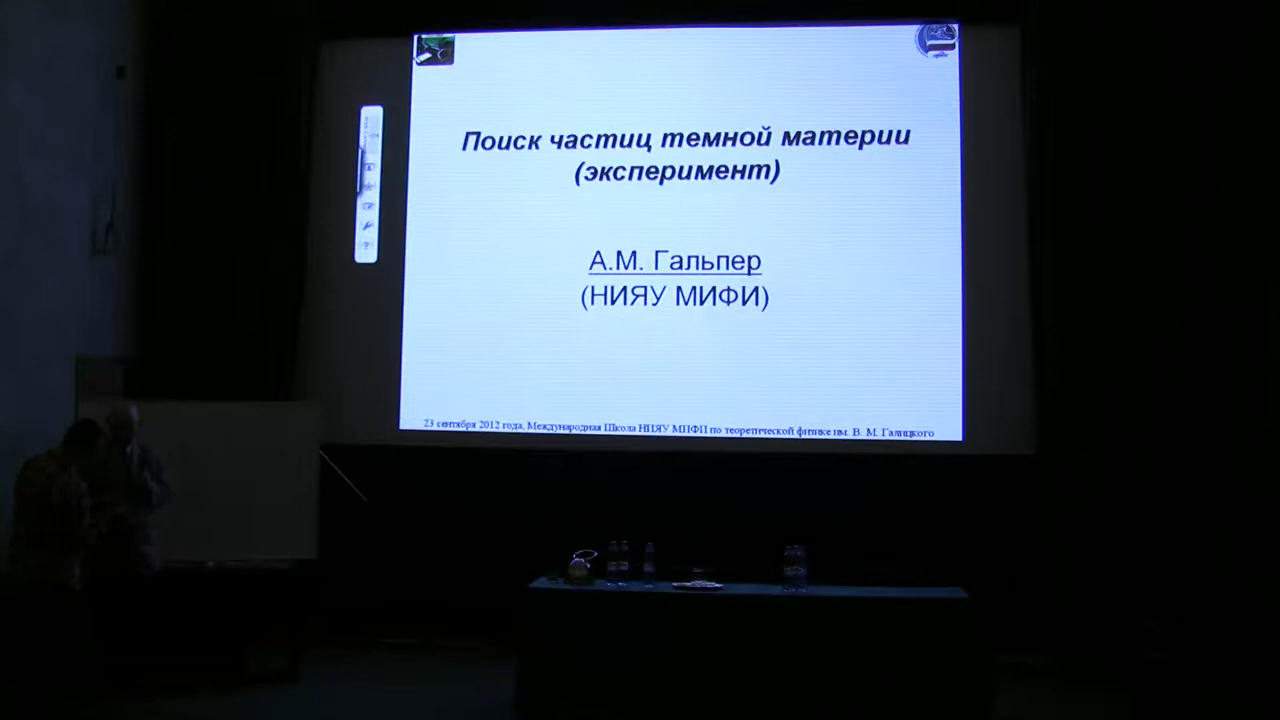 Поиск частиц темной материи
(эксперимент)
А.М. Гальпер
(НИЯУ МИФИ)
23 сентября 2012 года, Международная Школа НИЯУ МИФИ по теоретической физике им. В. М. Галицкого